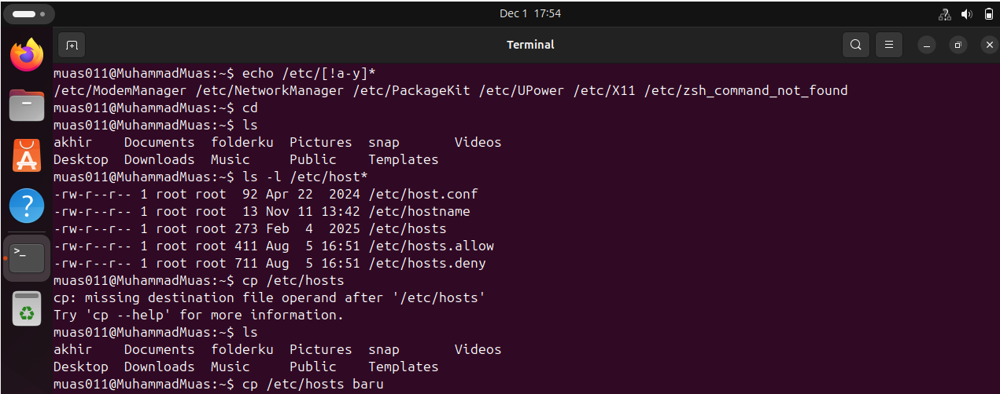 Dec 1 17:54
Terminal
muas011@MuhammadMuas:~$ echo /etc/[!a-y]*
/etc/ModemManager /etc/NetworkManager /etc/PackageKit /etc/UPower /etc/X11 /etc/zsh_command_not_found
muas011@MuhammadMuas:~$ cd
muas011@MuhammadMuas:~$ ls
akhir    Documents  folderku  Pictures  snap       Videos
Desktop  Downloads  Music     Public    Templates
muas011@MuhammadMuas:~$ ls -l /etc/host*
-rw-r--r-- 1 root root  92 Apr 22  2024 /etc/host.conf
-rw-r--r-- 1 root root  13 Nov 11 13:42 /etc/hostname
-rw-r--r-- 1 root root 273 Feb  4  2025 /etc/hosts
-rw-r--r-- 1 root root 411 Aug  5 16:51 /etc/hosts.allow
-rw-r--r-- 1 root root 711 Aug  5 16:51 /etc/hosts.deny
muas011@MuhammadMuas:~$ cp /etc/hosts
cp: missing destination file operand after '/etc/hosts'
Try 'cp --help' for more information.
muas011@MuhammadMuas:~$ ls
akhir    Documents  folderku  Pictures  snap       Videos
Desktop  Downloads  Music     Public    Templates
muas011@MuhammadMuas:~$ cp /etc/hosts baru